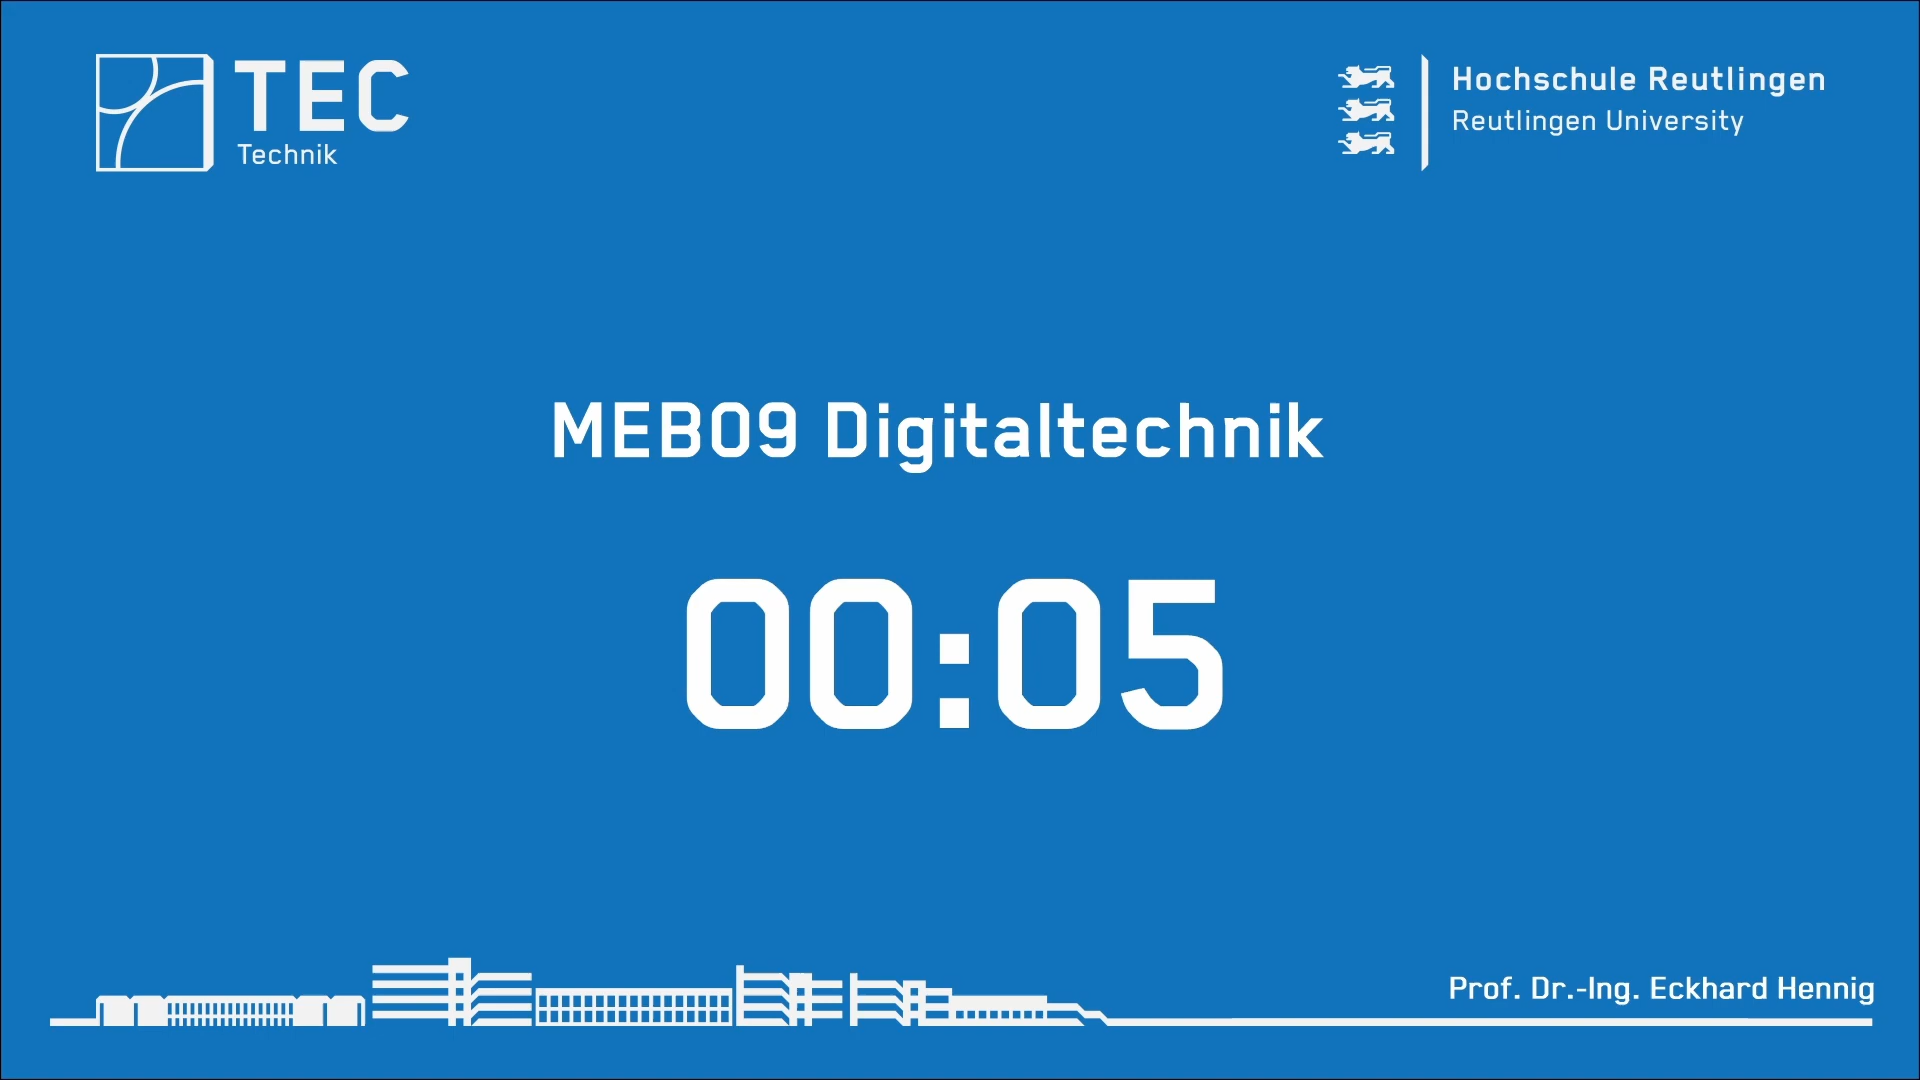 TEC
Technik
Hochschule Reutlingen
Reutlingen University
MEB09 Digitaltechnik
00:05
Prof. Dr.-Ing. Eckhard Hennig